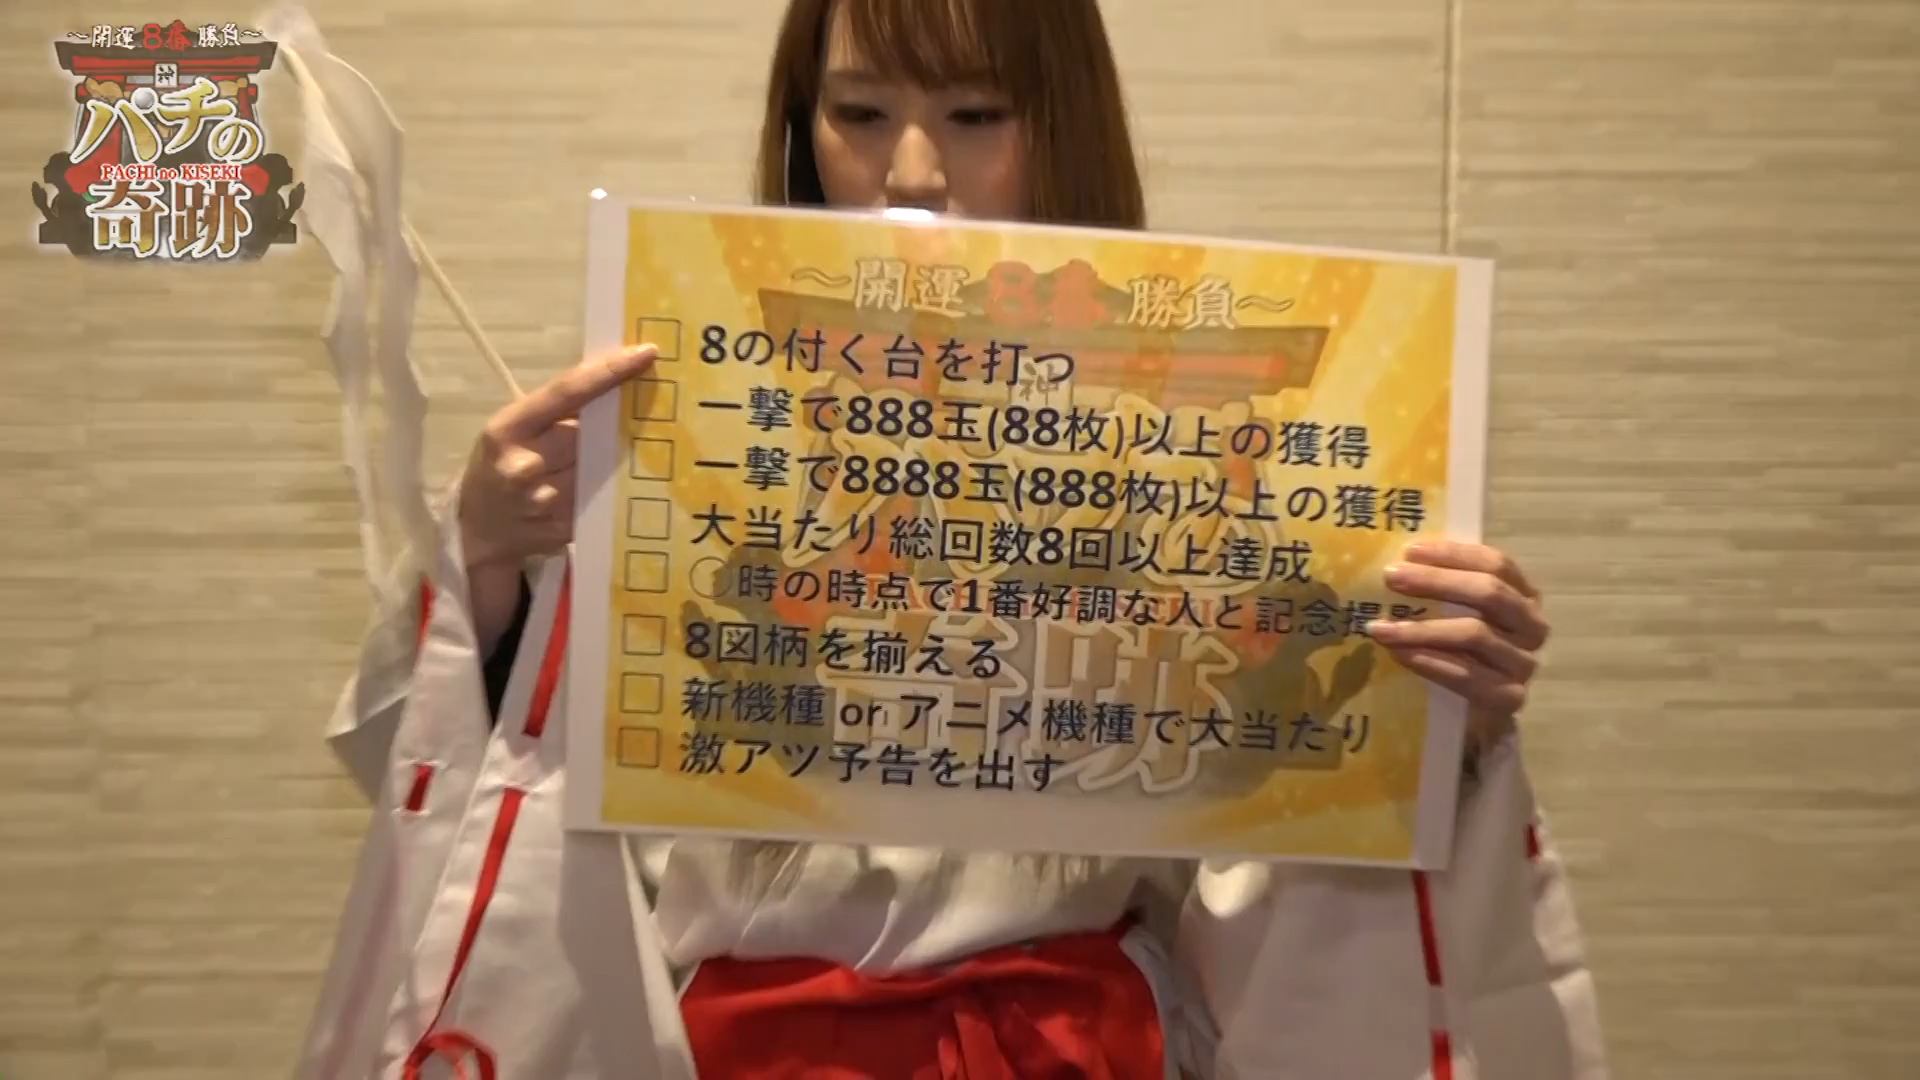 ～開運8番勝負～
神
パチの
PACHI no KISEKI
奇跡
～開運8番勝負～
8の付く台を打つ
神
一撃で888玉(88枚)以上の獲得
一撃で8888玉(888枚)以上の獲得
大当たり総回数8回以上達成
◯時の時点で1番好調な人と記念撮影
8図柄を揃える
新機種 or アニメ機種で大当たり
激アツ予告を出す